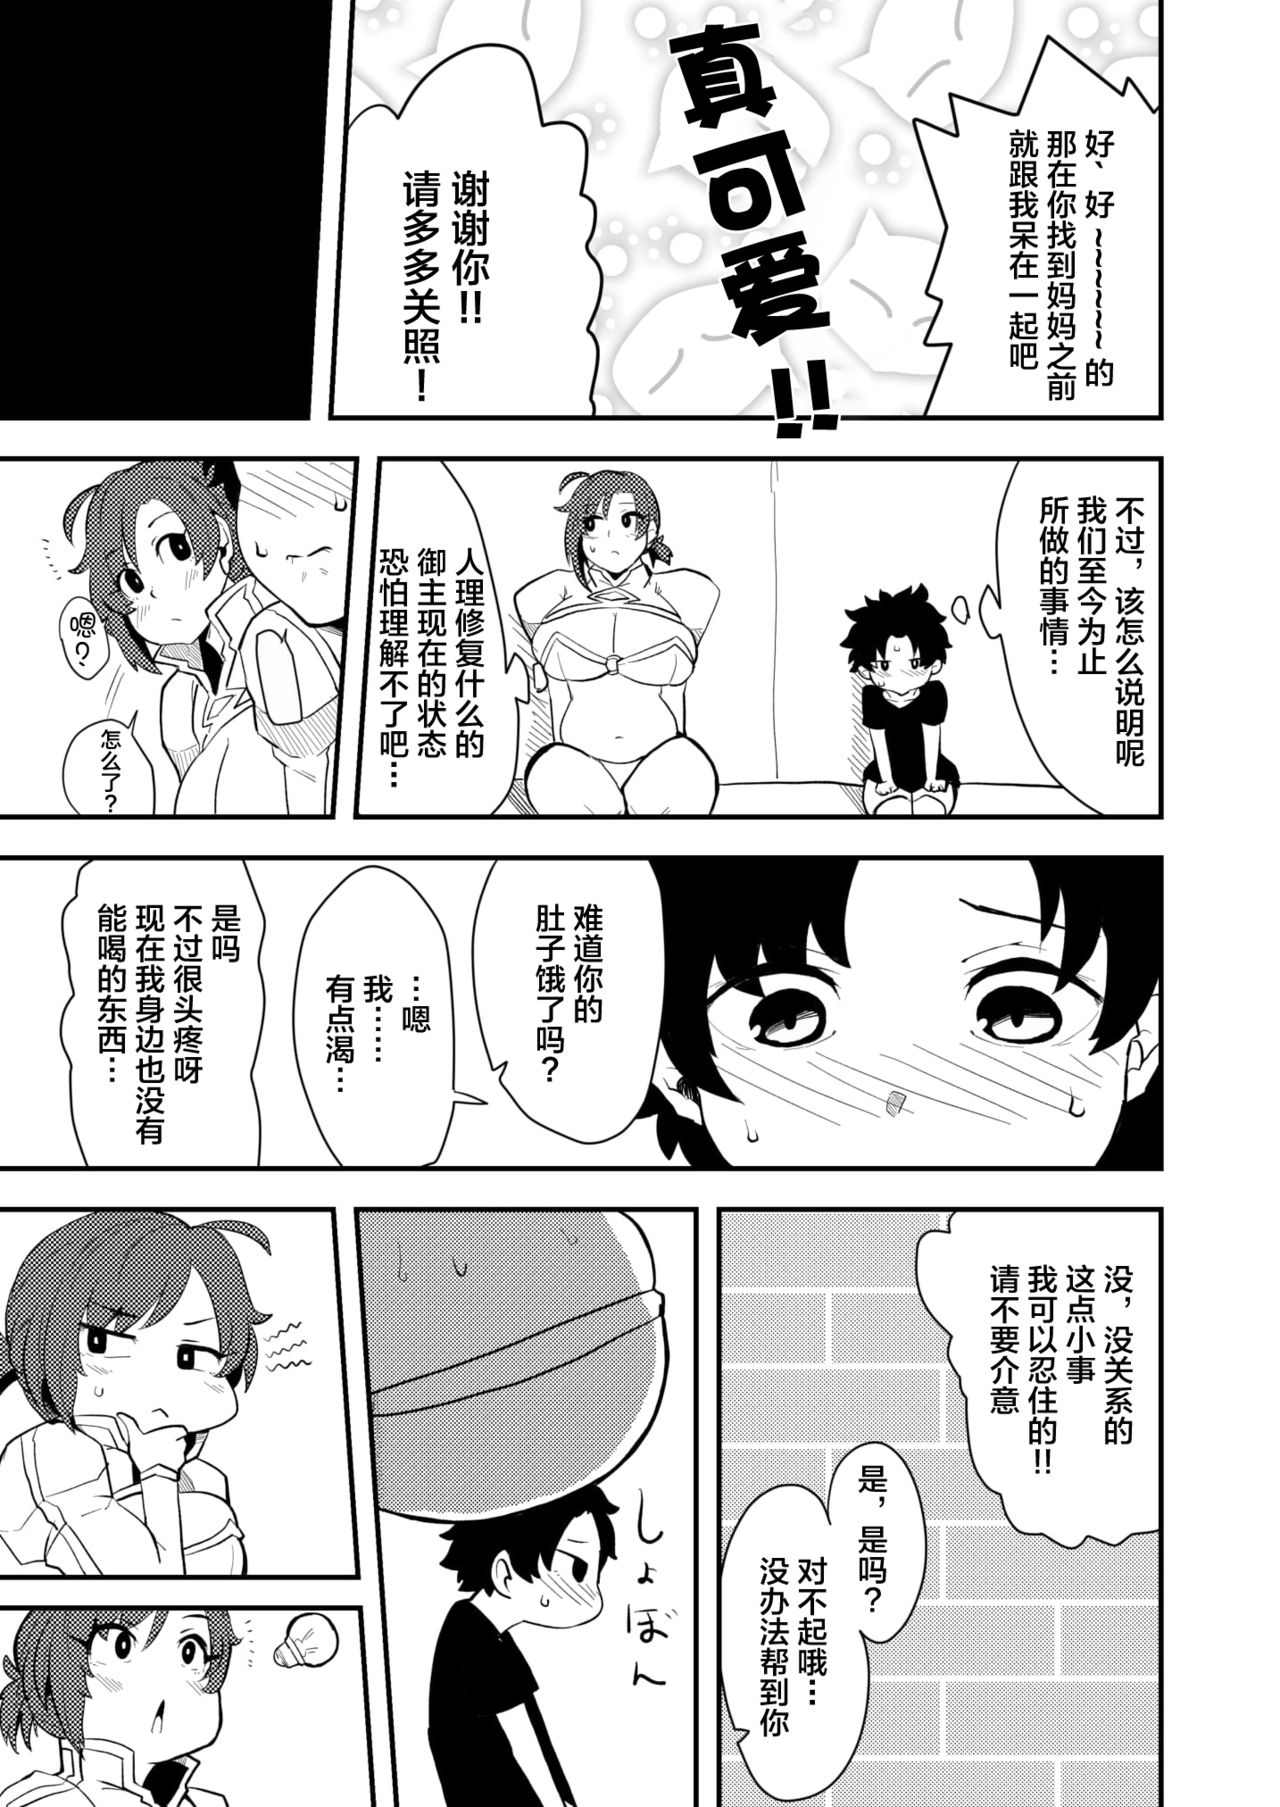 好、好~~~~~~的
那在你找到妈妈之前
就跟我呆在一起吧
真可爱!!
谢谢你!!
请多多关照！
不过，该怎么说明呢
我们至今为止
所做的事情…
人理修复什么的
御主现在的状态
恐怕理解不了吧…
嗯？
怎么了？
难道你的
肚子饿了吗？
…嗯
我……
有点渴…
是吗
不过很头疼呀
现在我身边也没有
能喝的东西…
没，没关系的
这点小事
我可以忍住的!!
请不要介意
是，是吗？
对不起哦…
没办法帮到你
しょぼん